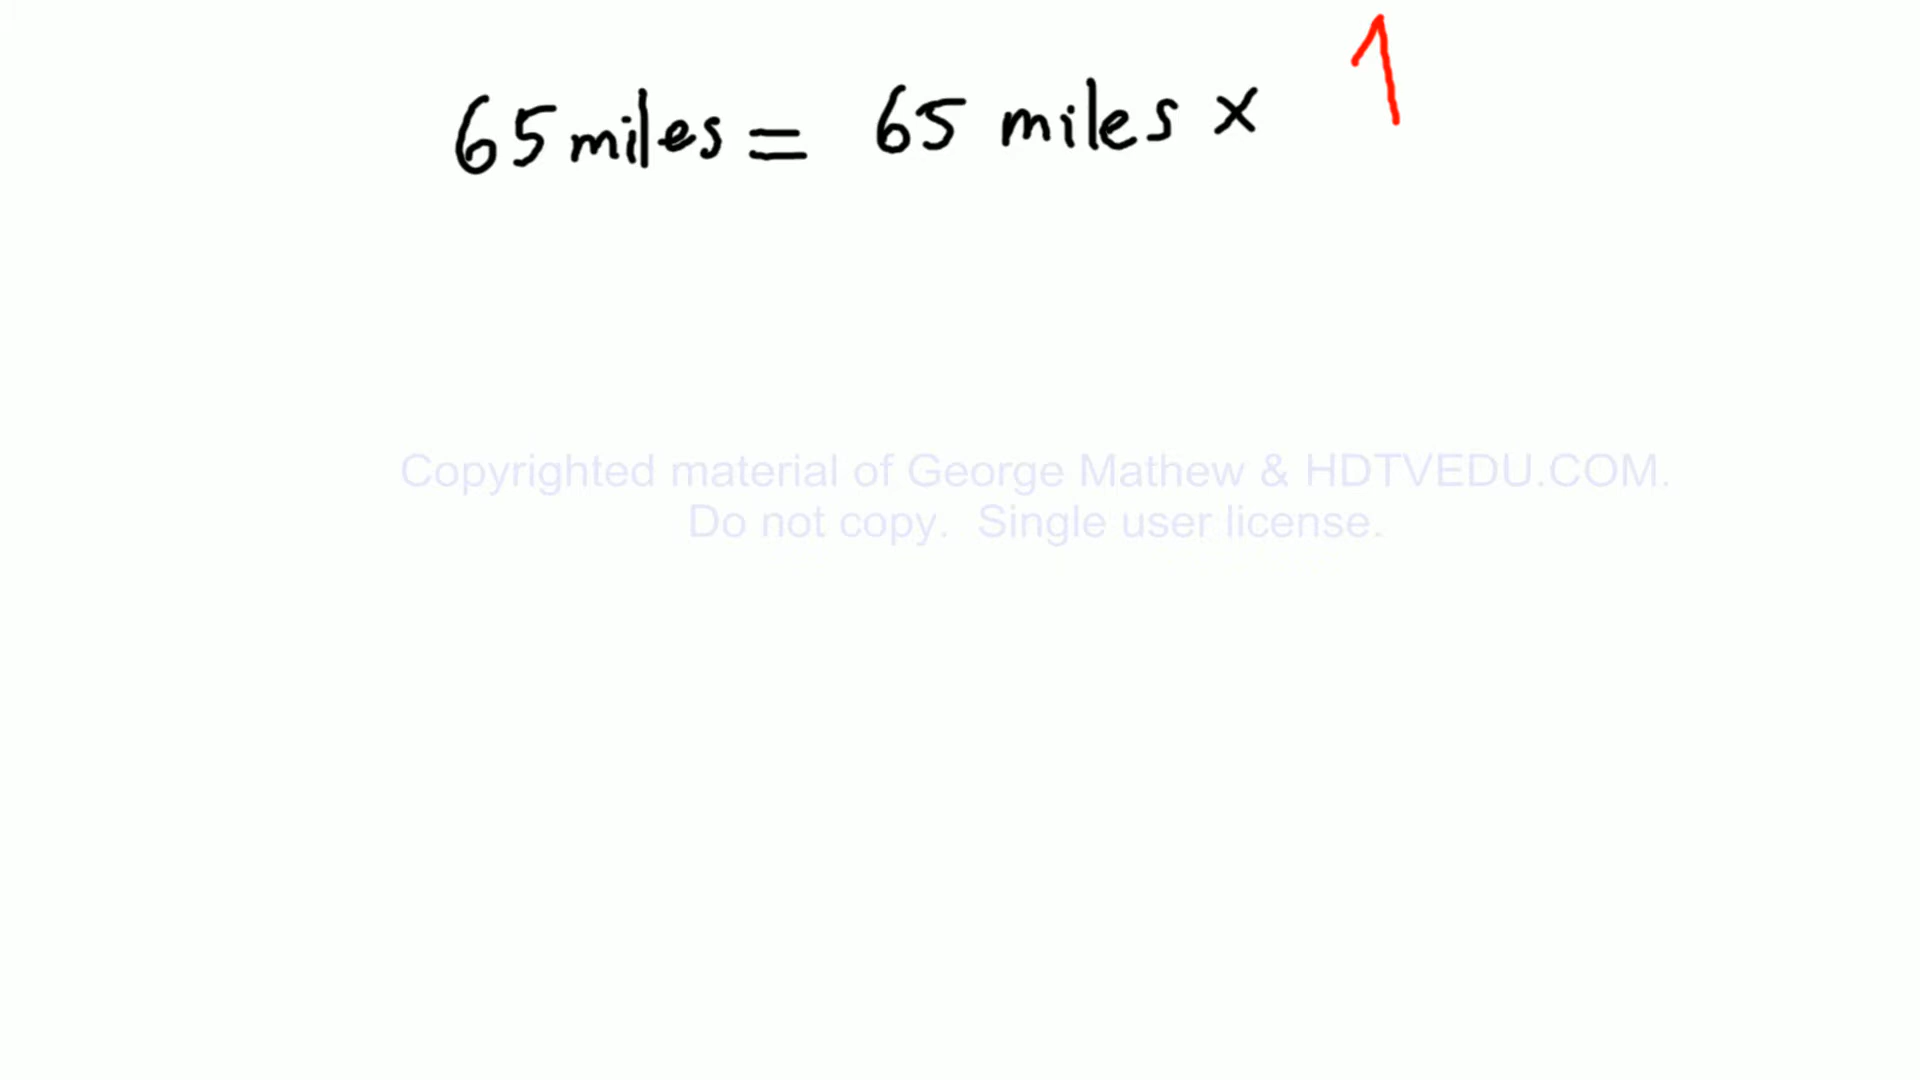 65 miles = 65 miles × 1
Copyrighted material of George Mathew & HDTVEDU.COM.
Do not copy. Single user license.